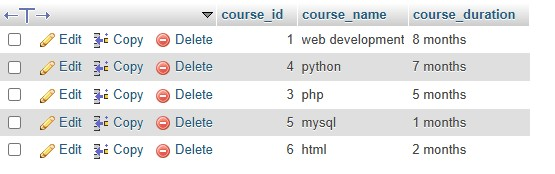 course_id course_name course_duration
Edit Copy Delete 1 web development 8 months
Edit Copy Delete 4 python 7 months
Edit Copy Delete 3 php 5 months
Edit Copy Delete 5 mysql 1 months
Edit Copy Delete 6 html 2 months